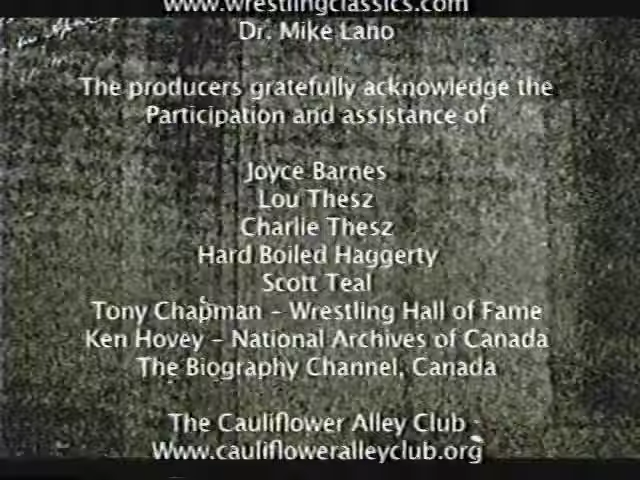 www.wrestlingclassics.com
Dr. Mike Lano
The producers gratefully acknowledge the
Participation and assistance of
Joyce Barnes
Lou Thesz
Charlie Thesz
Hard Boiled Haggerty
Scott Teal
Tony Chapman - Wrestling Hall of Fame
Ken Hovey - National Archives of Canada
The Biography Channel, Canada
The Cauliflower Alley Club
Www.caulifloweralleyclub.org